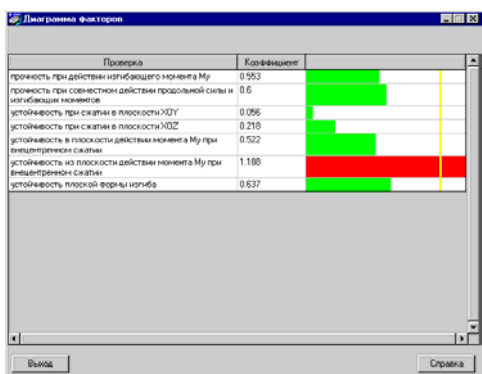 Диаграмма факторов
Проверка Коэффициент
прочность при действии изгибающего момента My 0.553
прочность при совместном действии продольной силы и 0.6
изгибающих моментов
устойчивость при сжатии в плоскости XOY 0.056
устойчивость при сжатии в плоскости XOZ 0.218
устойчивость в плоскости действия момента My при 0.522
внецентренном сжатии
устойчивость из плоскости действия момента My при 1.188
внецентренном сжатии
устойчивость плоской формы изгиба 0.637
Выход Справка